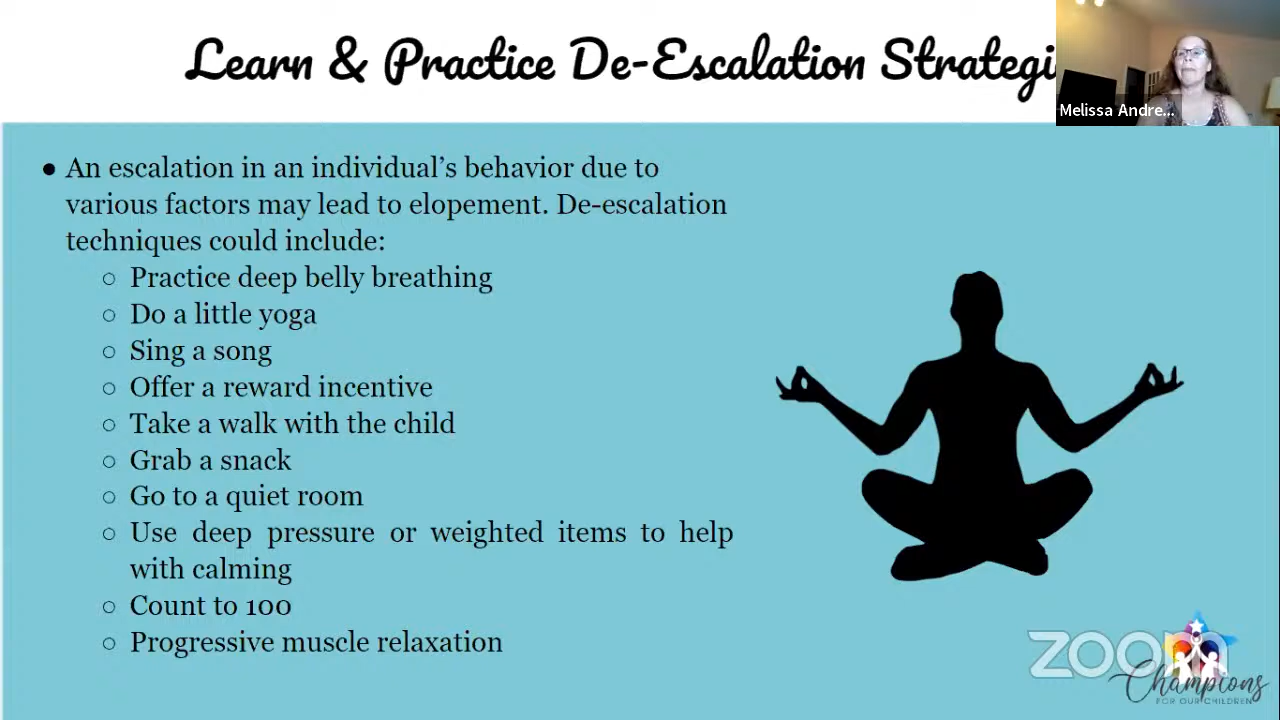 Learn & Practice De-Escalation Strategi
Melissa Andre...
● An escalation in an individual's behavior due to
various factors may lead to elopement. De-escalation
techniques could include:
○ Practice deep belly breathing
○ Do a little yoga
○ Sing a song
○ Offer a reward incentive
○ Take a walk with the child
○ Grab a snack
○ Go to a quiet room
○ Use deep pressure or weighted items to help
with calming
○ Count to 100
○ Progressive muscle relaxation
zoom
Champions
FOR OUR CHILDREN